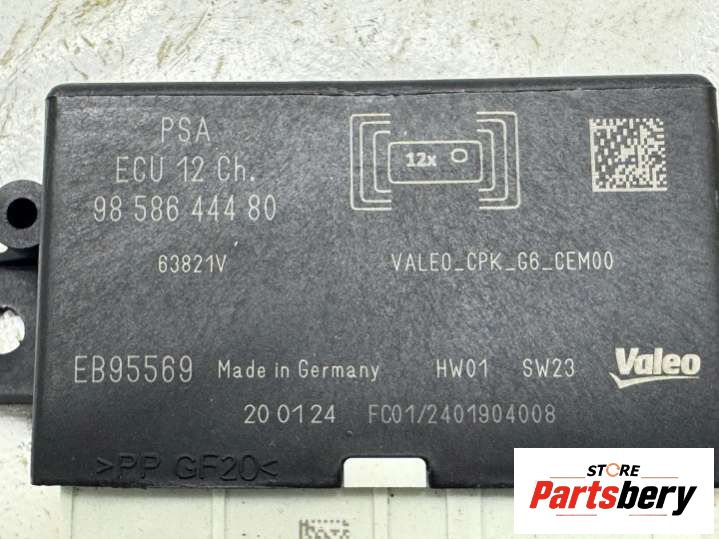 PSA
ECU 12 Ch.
98 586 444 80
63821V
12x
VALEO_CPK_G6_CEM00
EB95569 Made in Germany HW01 SW23 Valeo
20 01 24 FC01/2401904008
>PP GF20<
STORE
Partsbery